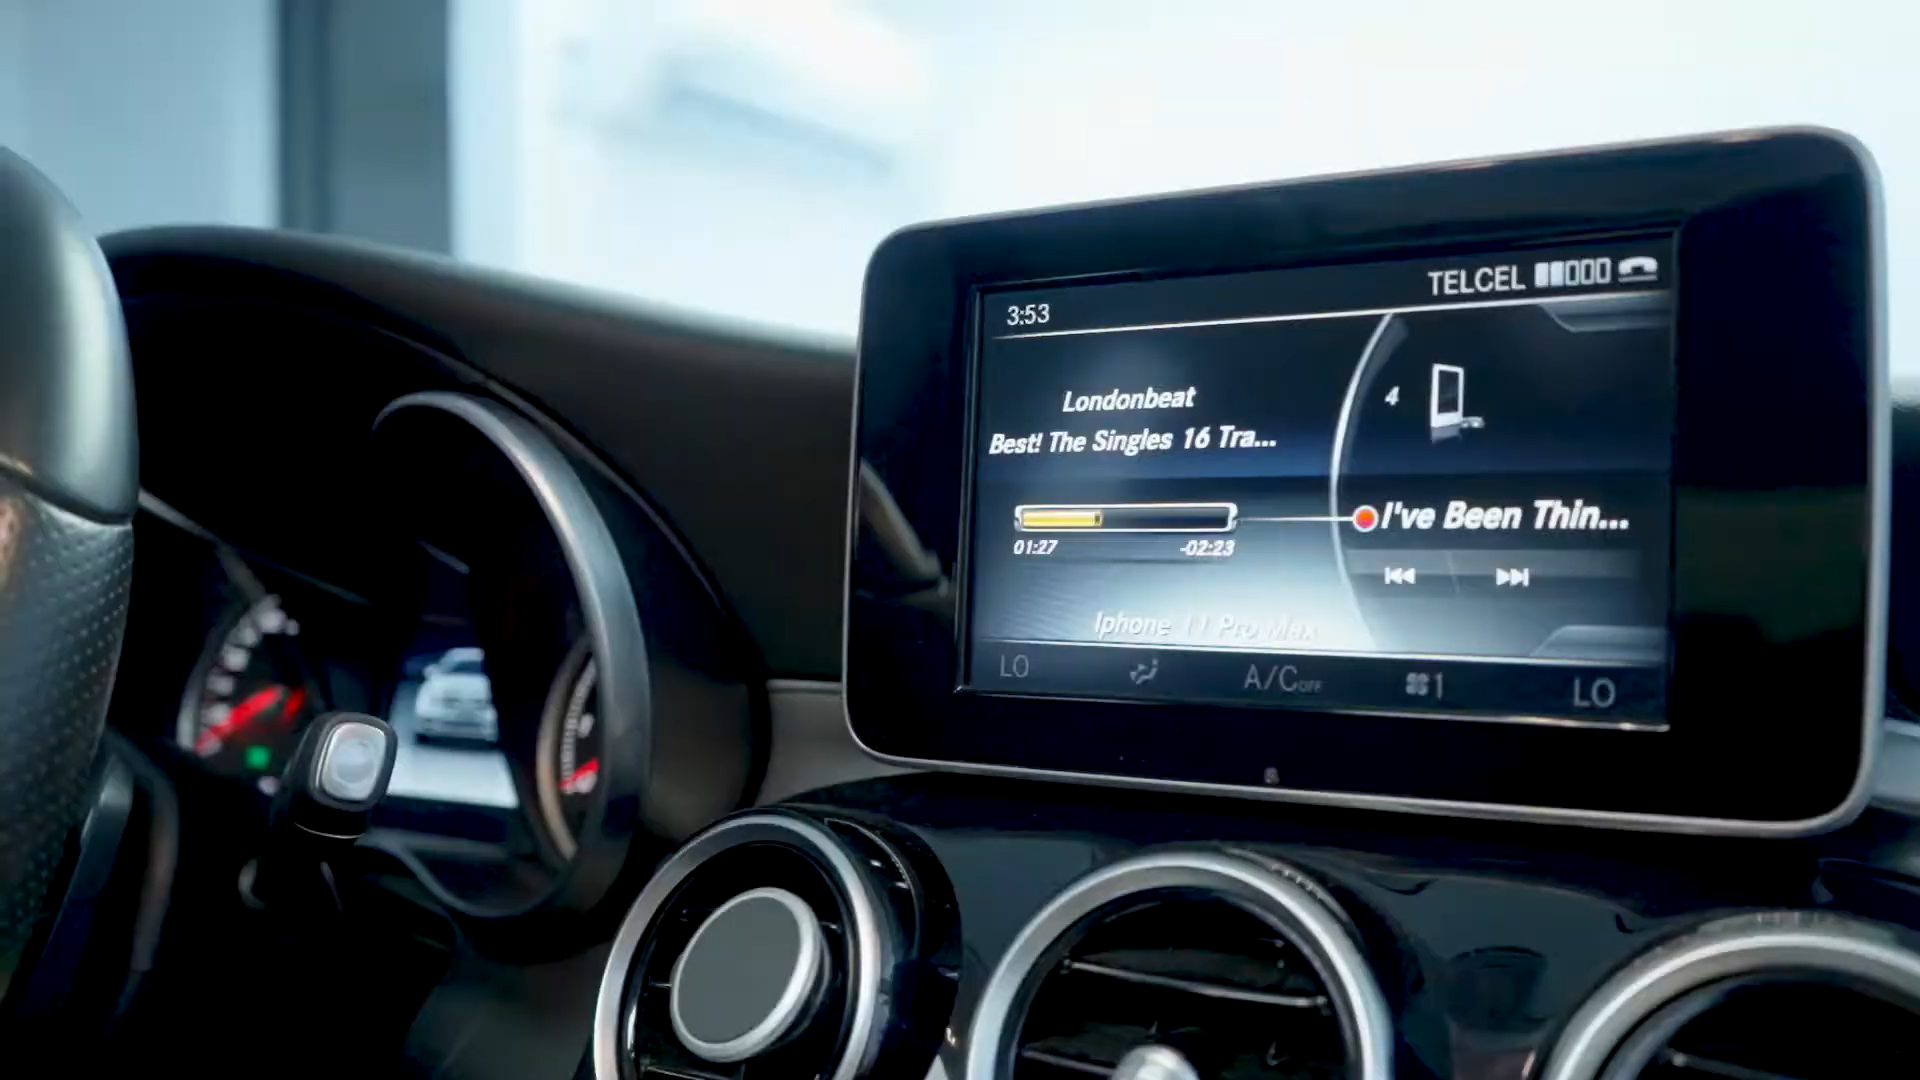 TELCEL
3:53
Londonbeat
Best! The Singles 16 Tra...
4
I've Been Thin...
01:27 -02:23
Iphone 11 Pro Max
LO A/C OFF 1 LO